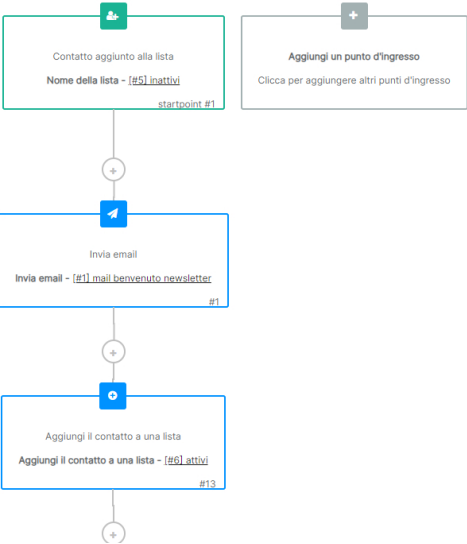 Contatto aggiunto alla lista
Nome della lista - [#5] inattivi
startpoint #1
Aggiungi un punto d'ingresso
Clicca per aggiungere altri punti d'ingresso
Invia email
Invia email - [#1] mail benvenuto newsletter
#1
Aggiungi il contatto a una lista
Aggiungi il contatto a una lista - [#6] attivi
#13